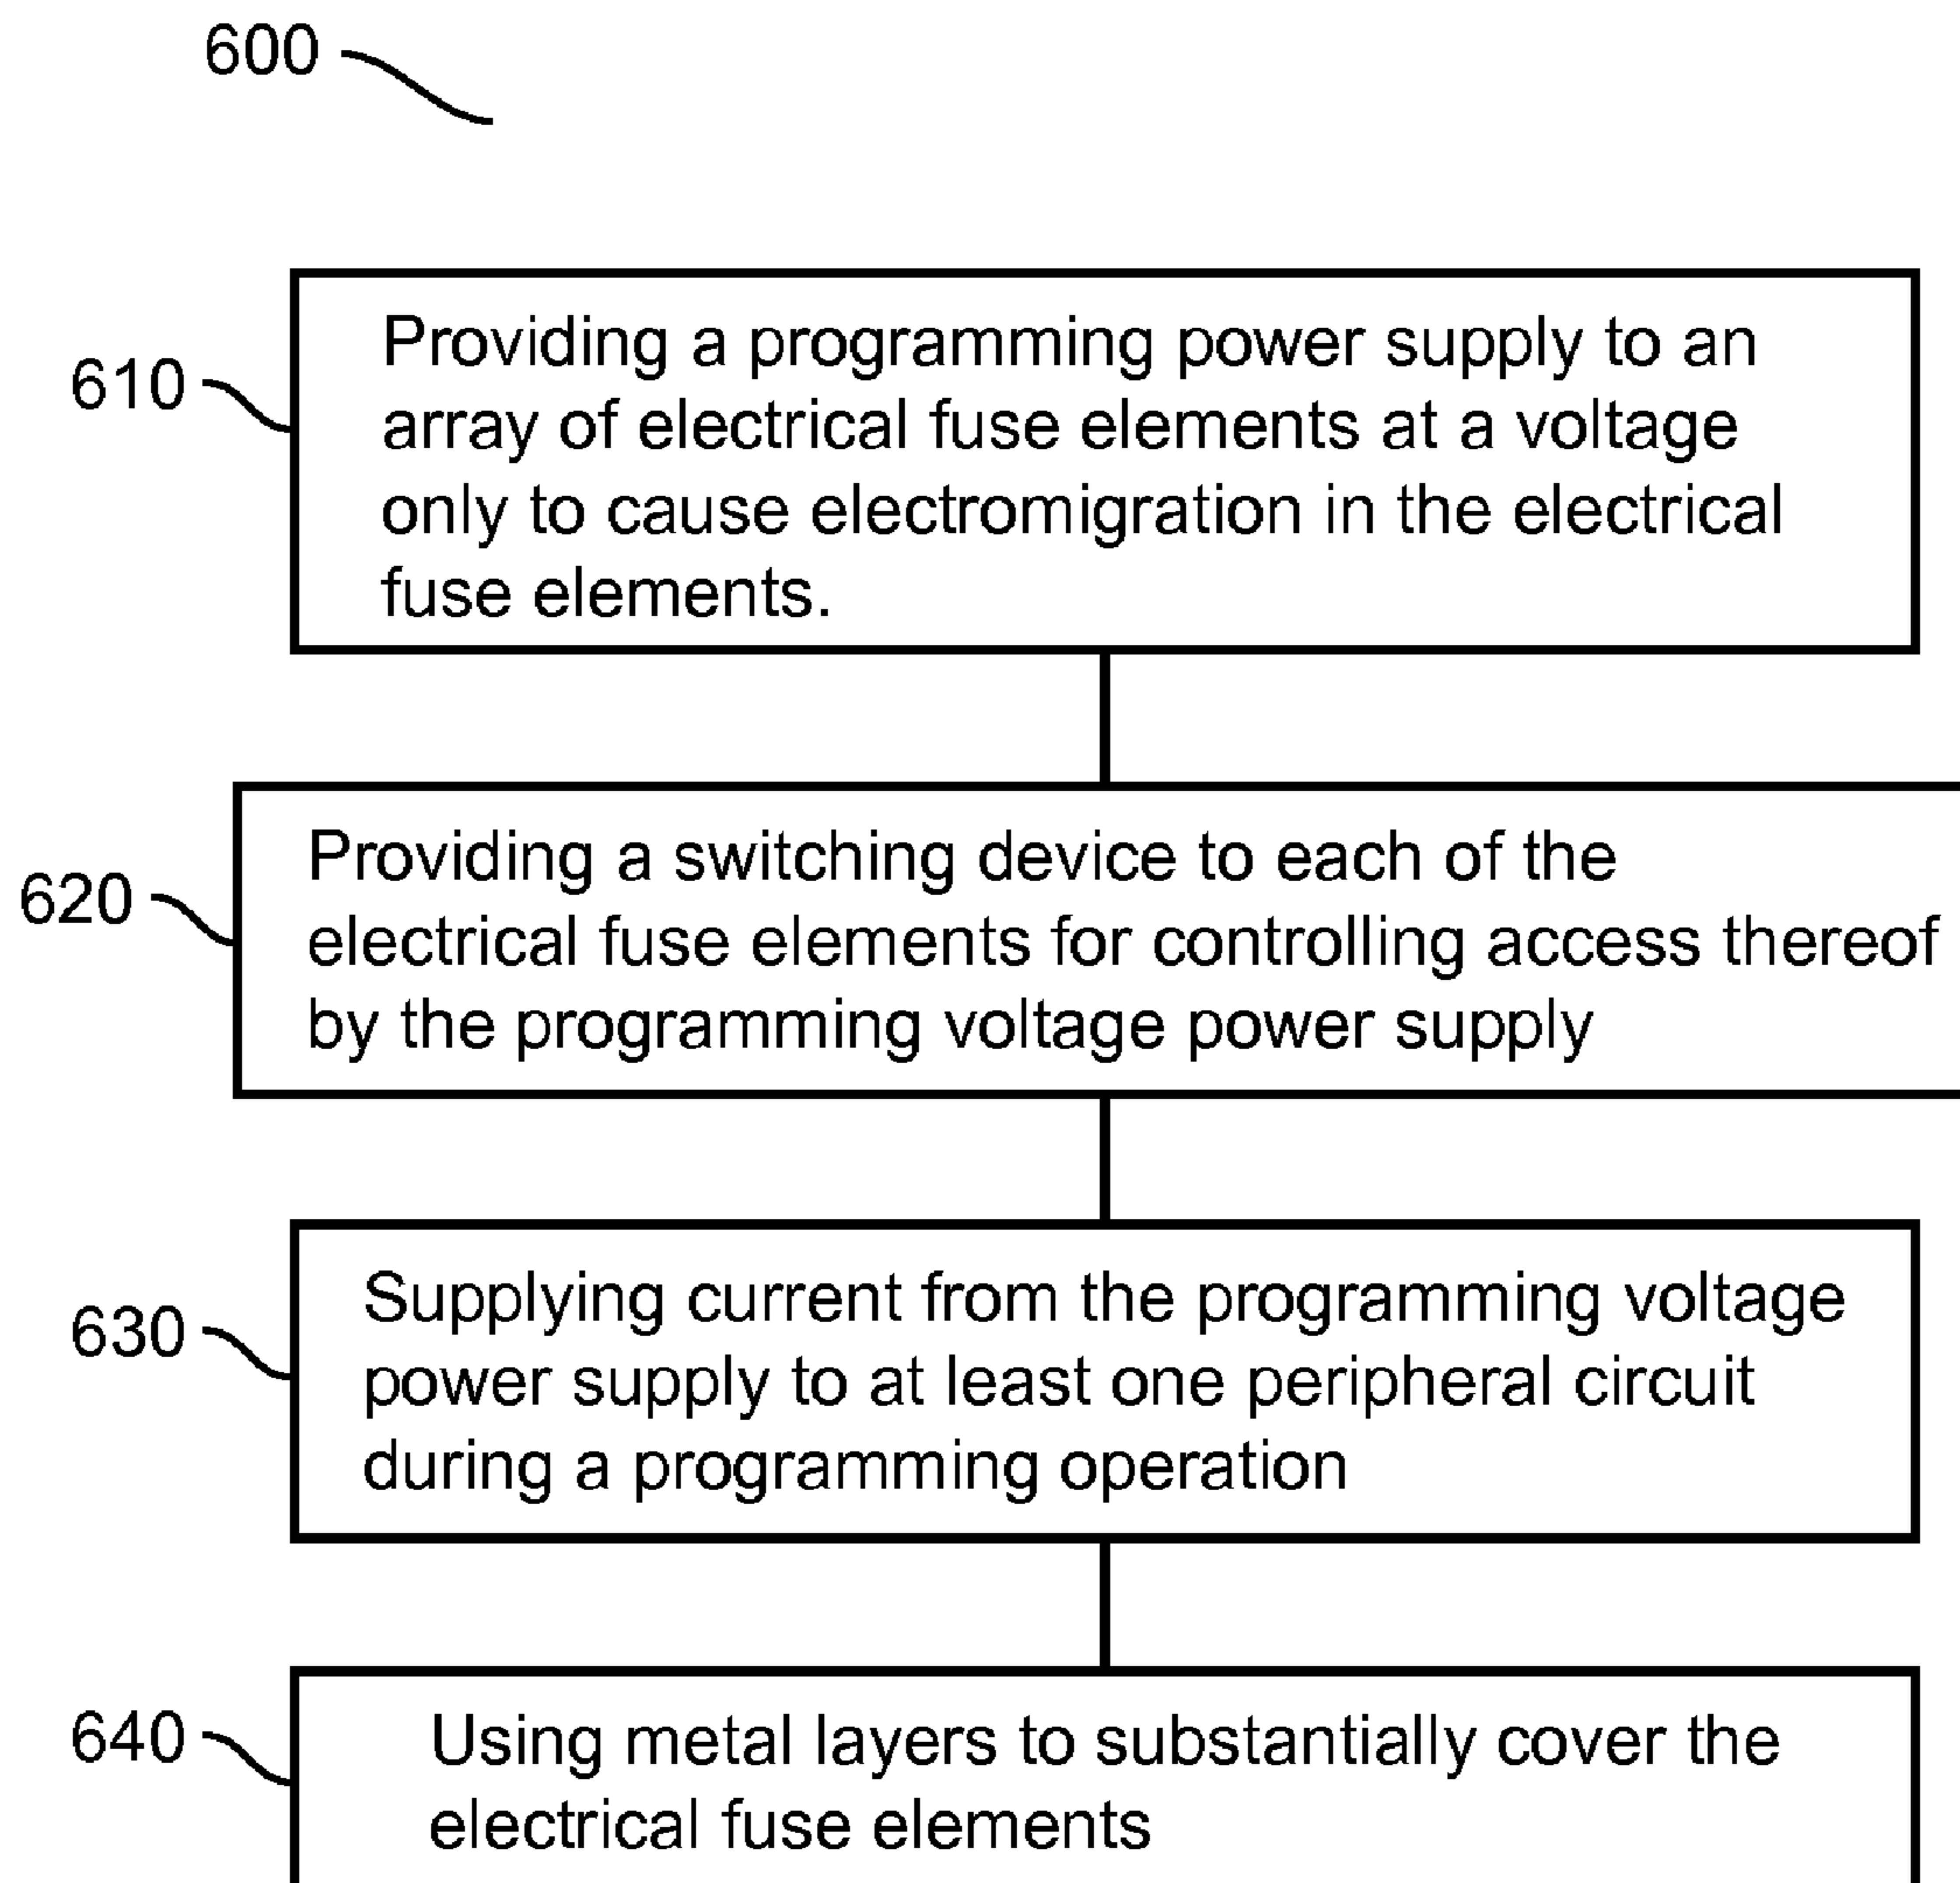 600
610
Providing a programming power supply to an
array of electrical fuse elements at a voltage
only to cause electromigration in the electrical
fuse elements.
620
Providing a switching device to each of the
electrical fuse elements for controlling access thereof
by the programming voltage power supply
630
Supplying current from the programming voltage
power supply to at least one peripheral circuit
during a programming operation
640
Using metal layers to substantially cover the
electrical fuse elements